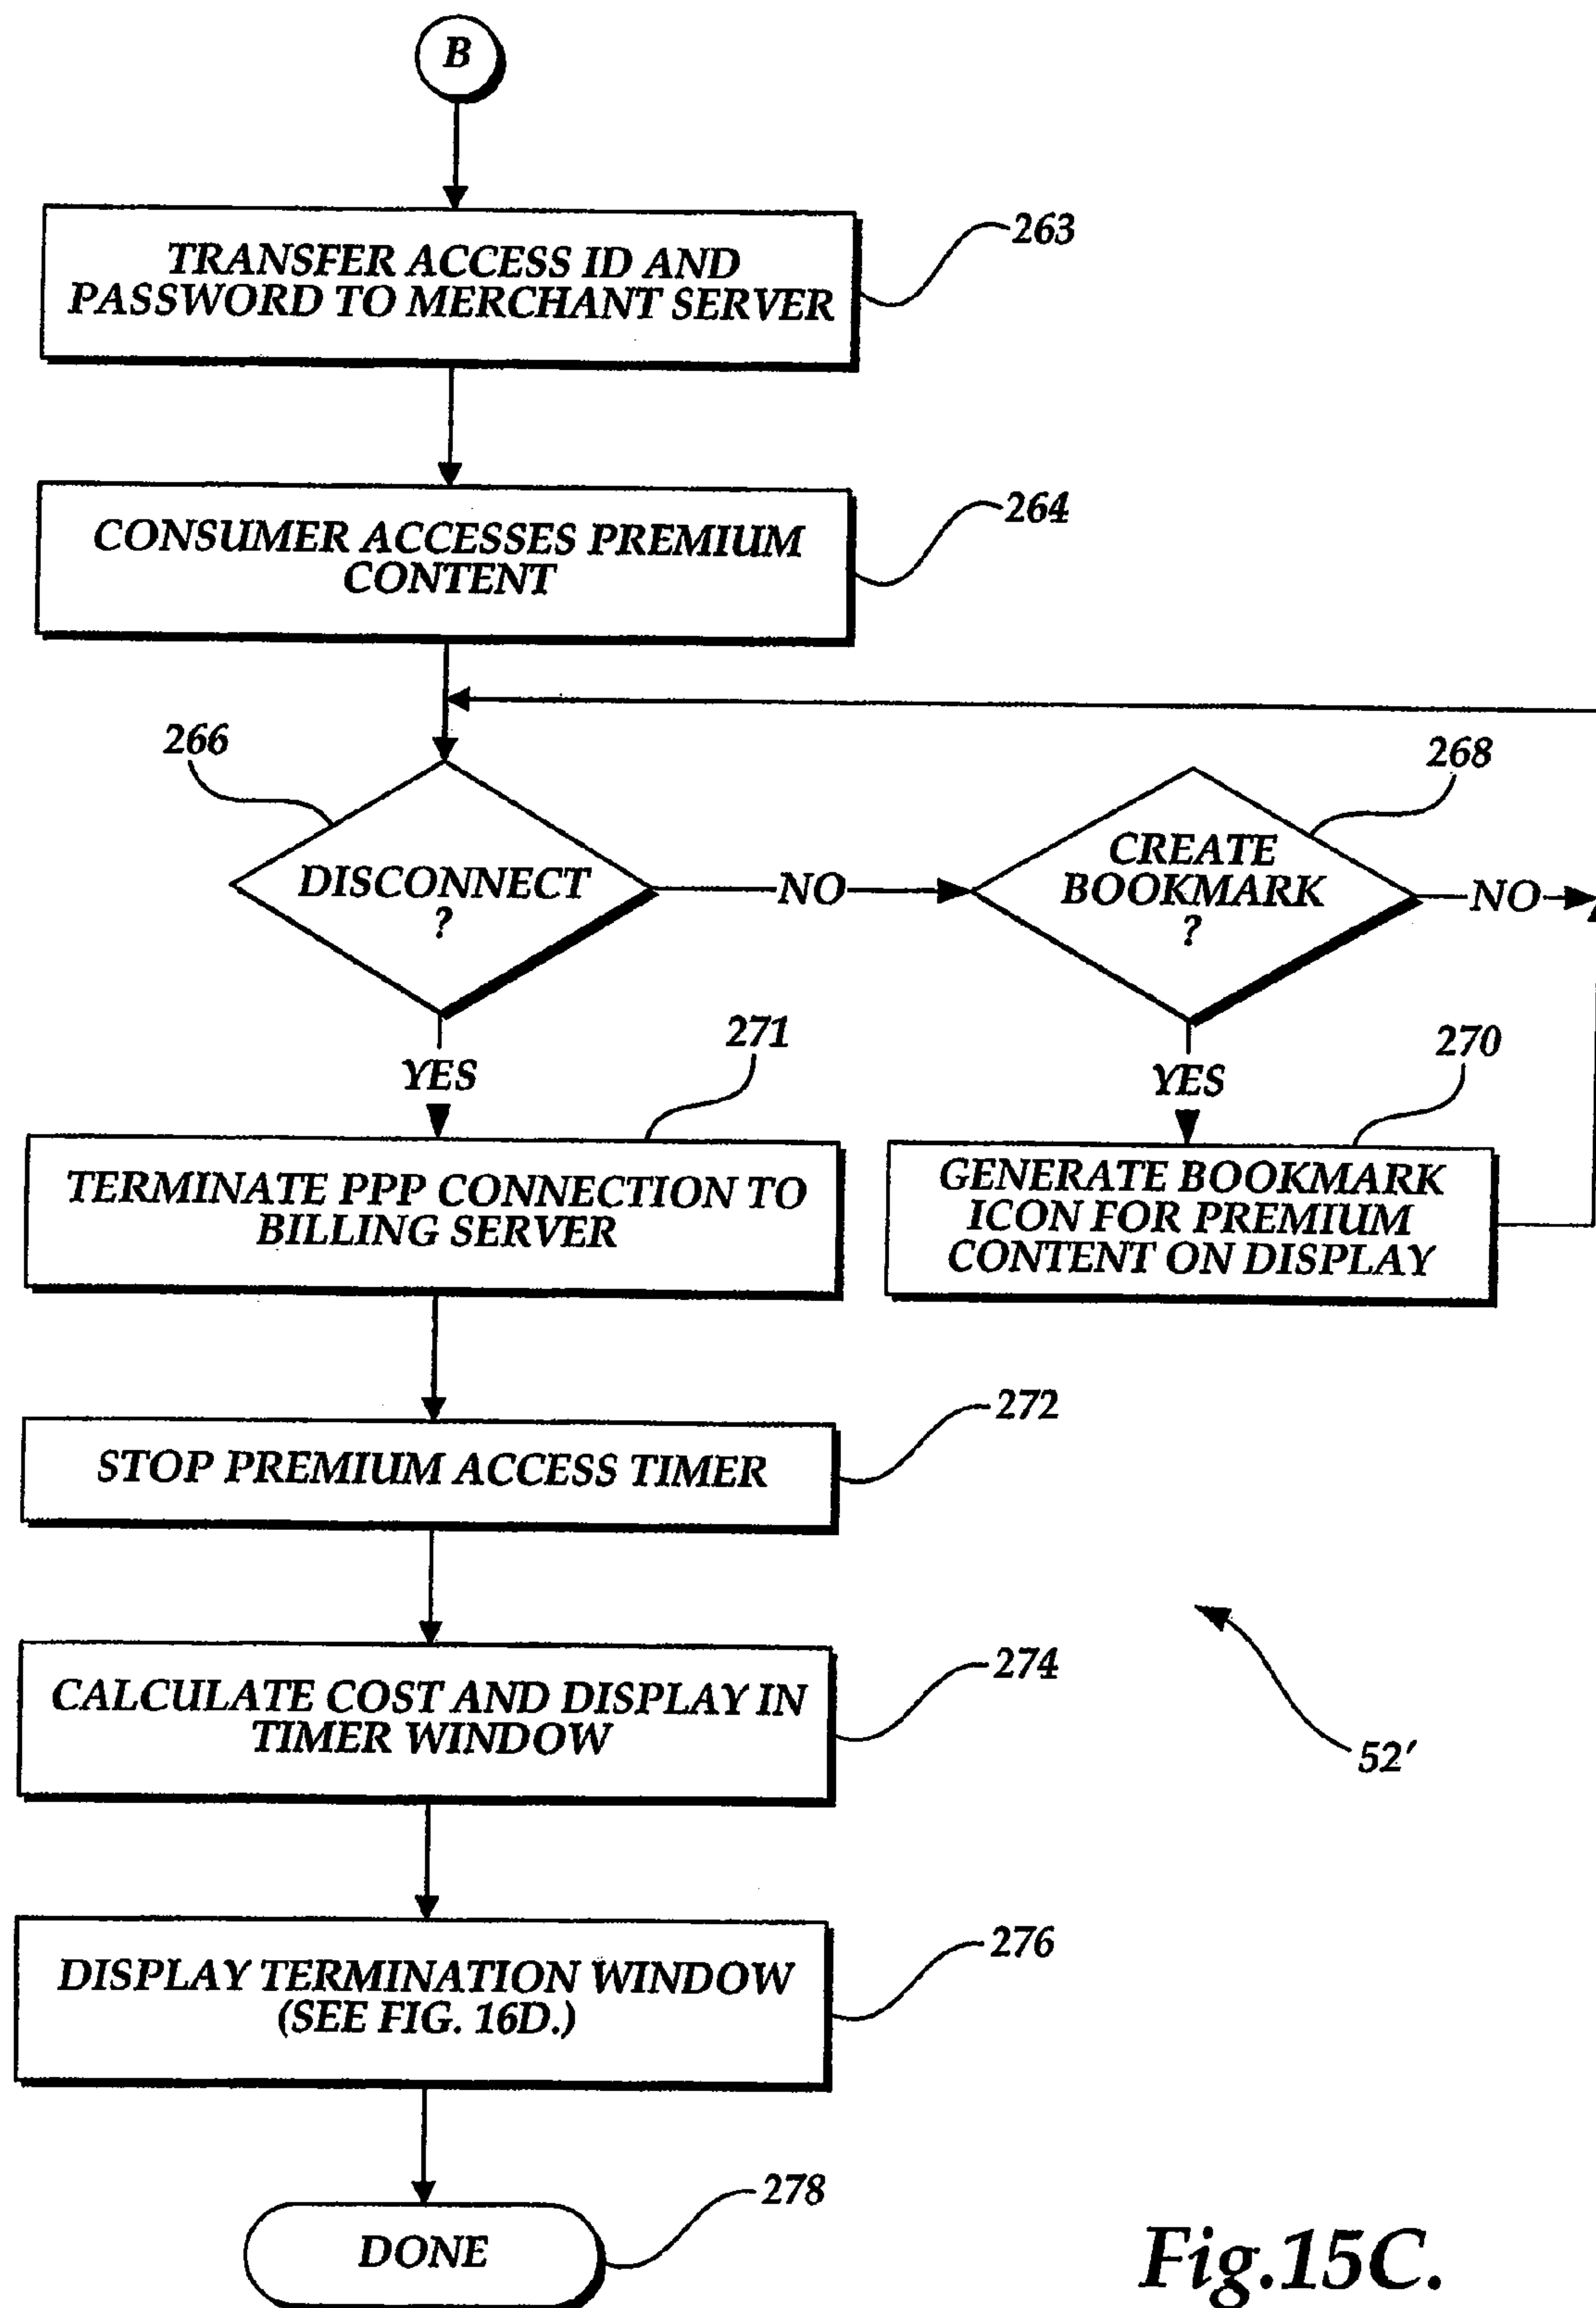 B
TRANSFER ACCESS ID AND
PASSWORD TO MERCHANT SERVER
263
CONSUMER ACCESSES PREMIUM
CONTENT
264
266
DISCONNECT
?
NO
268
CREATE
BOOKMARK
?
NO
YES
271
YES
270
TERMINATE PPP CONNECTION TO
BILLING SERVER
GENERATE BOOKMARK
ICON FOR PREMIUM
CONTENT ON DISPLAY
STOP PREMIUM ACCESS TIMER
272
CALCULATE COST AND DISPLAY IN
TIMER WINDOW
274
52'
DISPLAY TERMINATION WINDOW
(SEE FIG. 16D.)
276
DONE
278
Fig.15C.